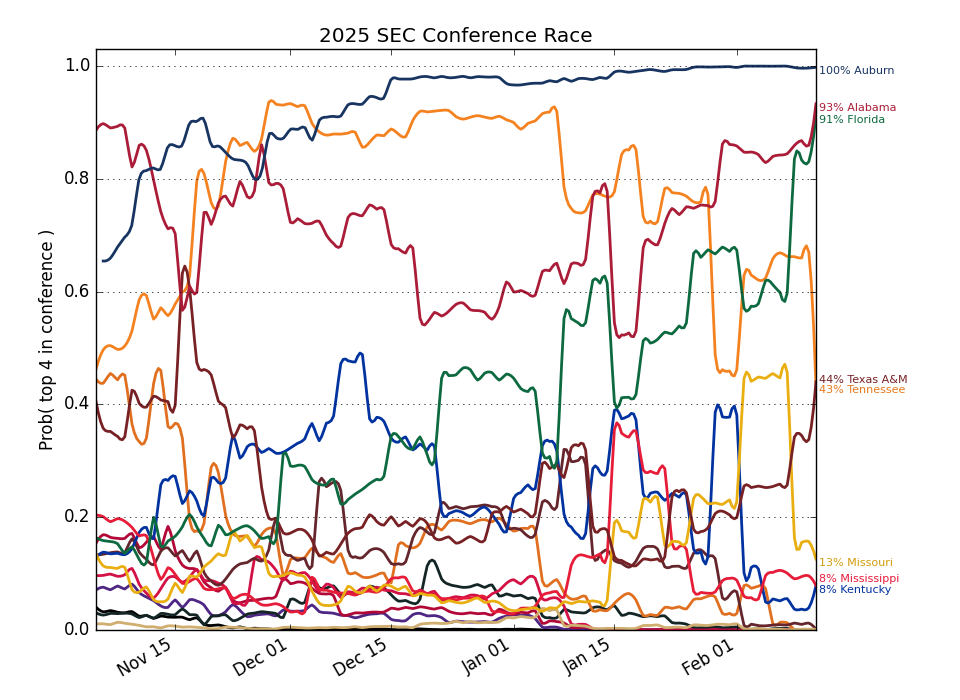 2025 SEC Conference Race
Prob( top 4 in conference )
1.0
0.8
0.6
0.4
0.2
0.0
Nov 15
Dec 01
Dec 15
Jan 01
Jan 15
Feb 01
100% Auburn
93% Alabama
91% Florida
44% Texas A&M
43% Tennessee
13% Missouri
8% Mississippi
8% Kentucky